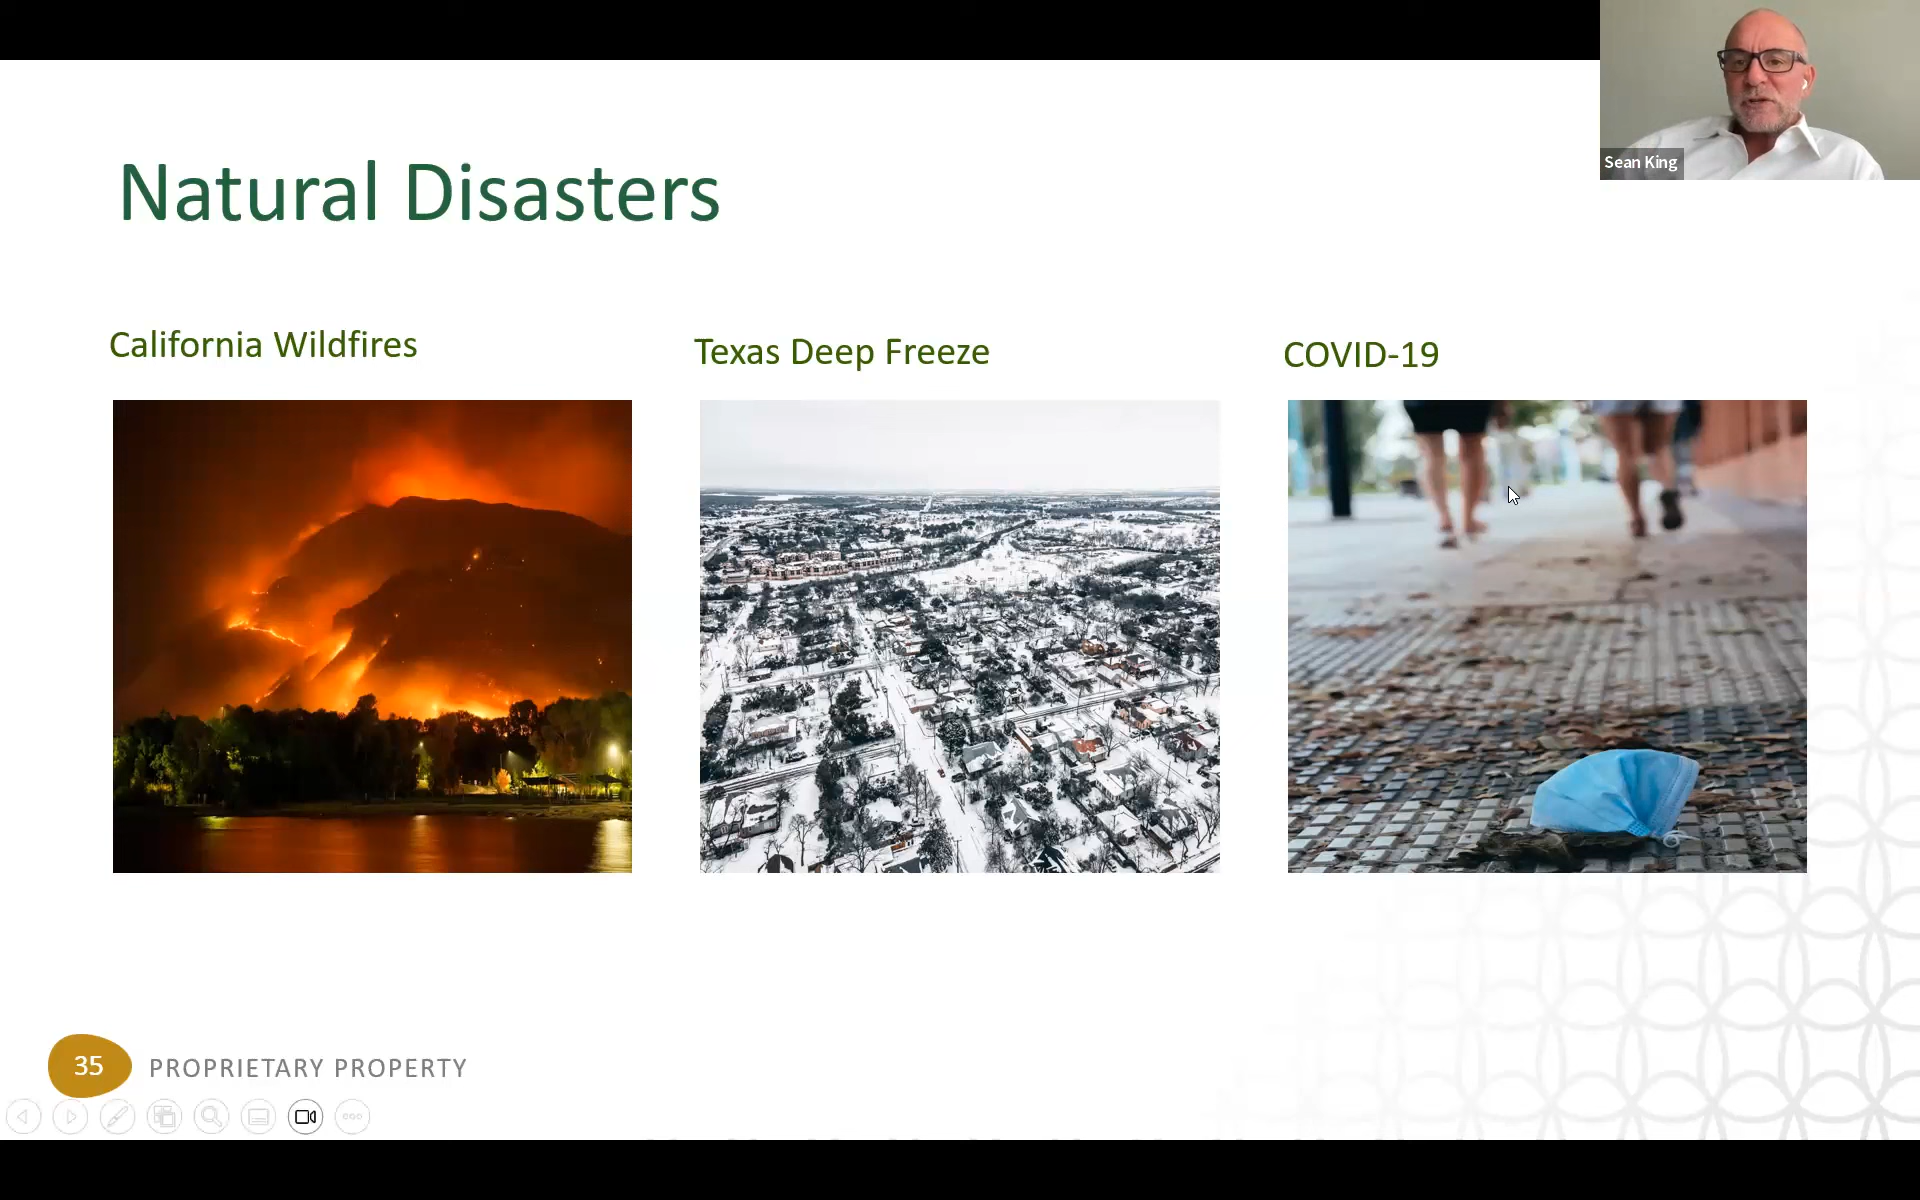 Sean King
Natural Disasters
California Wildfires
Texas Deep Freeze
COVID-19
35
PROPRIETARY PROPERTY